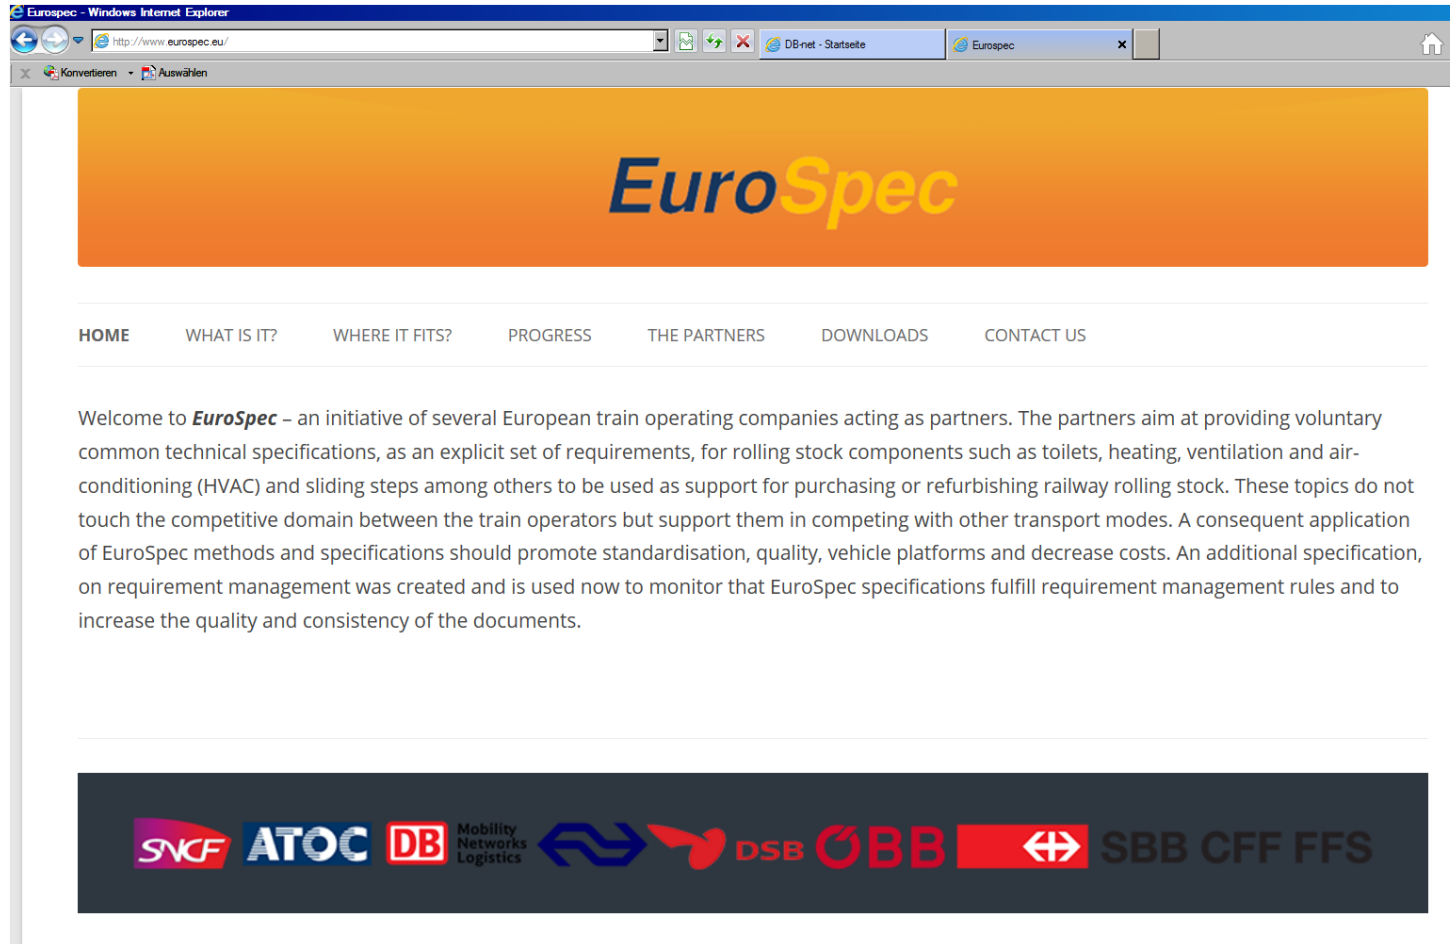 Eurospec - Windows Internet Explorer
http://www.eurospec.eu/
DB-net - Startseite
Eurospec
Konvertieren
Auswählen
EuroSpec
HOME WHAT IS IT? WHERE IT FITS? PROGRESS THE PARTNERS DOWNLOADS CONTACT US
Welcome to EuroSpec – an initiative of several European train operating companies acting as partners. The partners aim at providing voluntary
common technical specifications, as an explicit set of requirements, for rolling stock components such as toilets, heating, ventilation and air-
conditioning (HVAC) and sliding steps among others to be used as support for purchasing or refurbishing railway rolling stock. These topics do not
touch the competitive domain between the train operators but support them in competing with other transport modes. A consequent application
of EuroSpec methods and specifications should promote standardisation, quality, vehicle platforms and decrease costs. An additional specification,
on requirement management was created and is used now to monitor that EuroSpec specifications fulfill requirement management rules and to
increase the quality and consistency of the documents.
SNCF
ATOC
DB
Mobility
Networks
Logistics
DSB
ÖBB
SBB CFF FFS